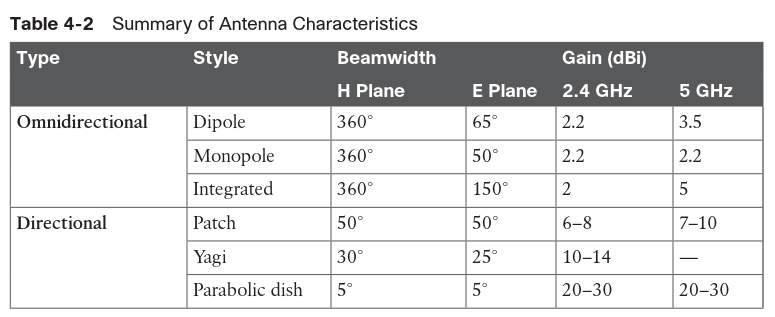 Table 4-2 Summary of Antenna Characteristics
Type Style Beamwidth Gain (dBi)
H Plane E Plane 2.4 GHz 5 GHz
Omnidirectional Dipole 360° 65° 2.2 3.5
Monopole 360° 50° 2.2 2.2
Integrated 360° 150° 2 5
Directional Patch 50° 50° 6–8 7–10
Yagi 30° 25° 10–14 —
Parabolic dish 5° 5° 20–30 20–30